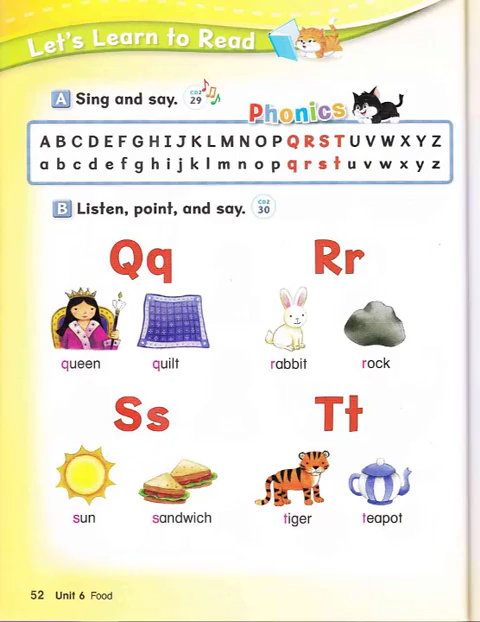 Let's Learn to Read
A Sing and say. CD2 29
Phonics
A B C D E F G H I J K L M N O P Q R S T U V W X Y Z
a b c d e f g h i j k l m n o p q r s t u v w x y z
B Listen, point, and say. CD2 30
Qq Rr
queen quilt rabbit rock
Ss Tt
sun sandwich tiger teapot
52 Unit 6 Food